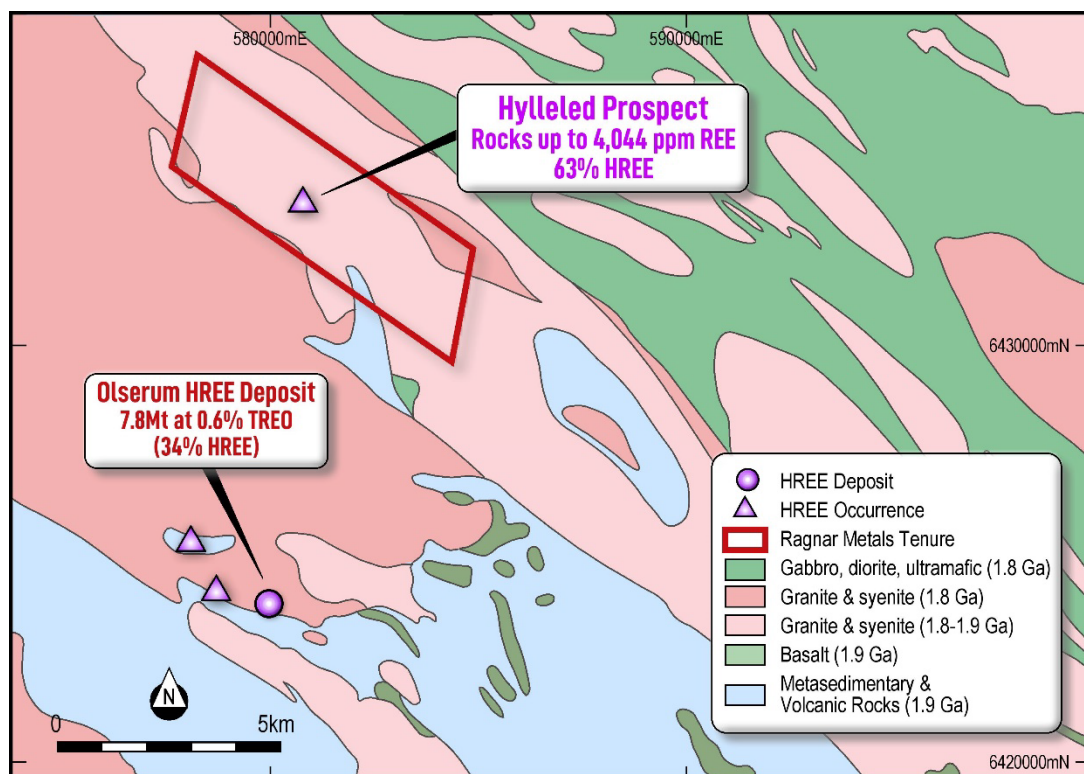 580000mE
590000mE
Hylleled Prospect
Rocks up to 4,044 ppm REE
63% HREE
6430000mN
Olserum HREE Deposit
7.8Mt at 0.6% TREO
(34% HREE)
HREE Deposit
HREE Occurrence
Ragnar Metals Tenure
Gabbro, diorite, ultramafic (1.8 Ga)
Granite & syenite (1.8 Ga)
Granite & syenite (1.8-1.9 Ga)
Basalt (1.9 Ga)
Metasedimentary &
Volcanic Rocks (1.9 Ga)
N
0
5km
6420000mN